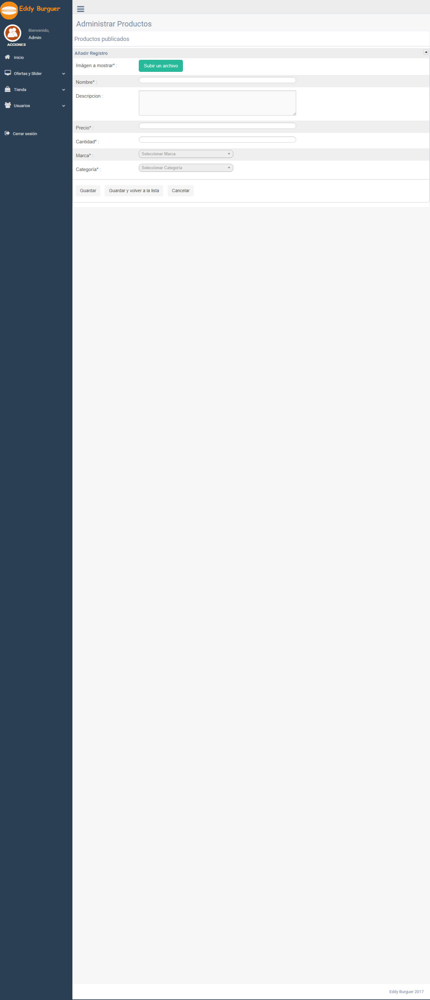 Eddy Burguer
Bienvenido,
Admin
ACCIONES
Inicio
Ofertas y Slider
Tienda
Usuarios
Cerrar sesión
Administrar Productos
Productos publicados
Añadir Registro
Imágen a mostrar* :
Subir un archivo
Nombre* :
Descripcion :
Precio* :
Cantidad* :
Marca* :
Seleccionar Marca
Categoría* :
Seleccionar Categoría
Guardar
Guardar y volver a la lista
Cancelar
Eddy Burguer 2017